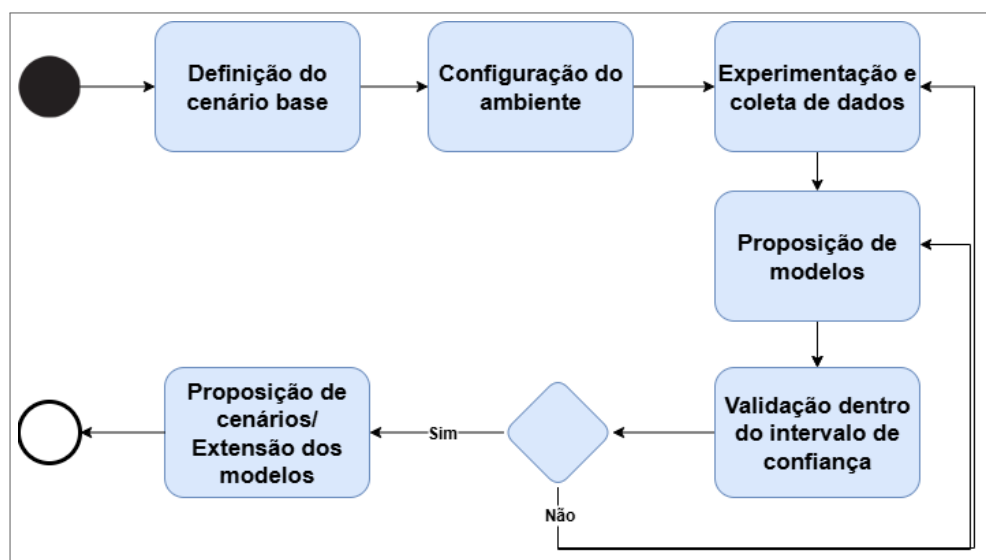 Definição do
cenário base
Configuração do
ambiente
Experimentação e
coleta de dados
Proposição de
modelos
Validação dentro
do intervalo de
confiança
Sim
Não
Proposição de
cenários/
Extensão dos
modelos